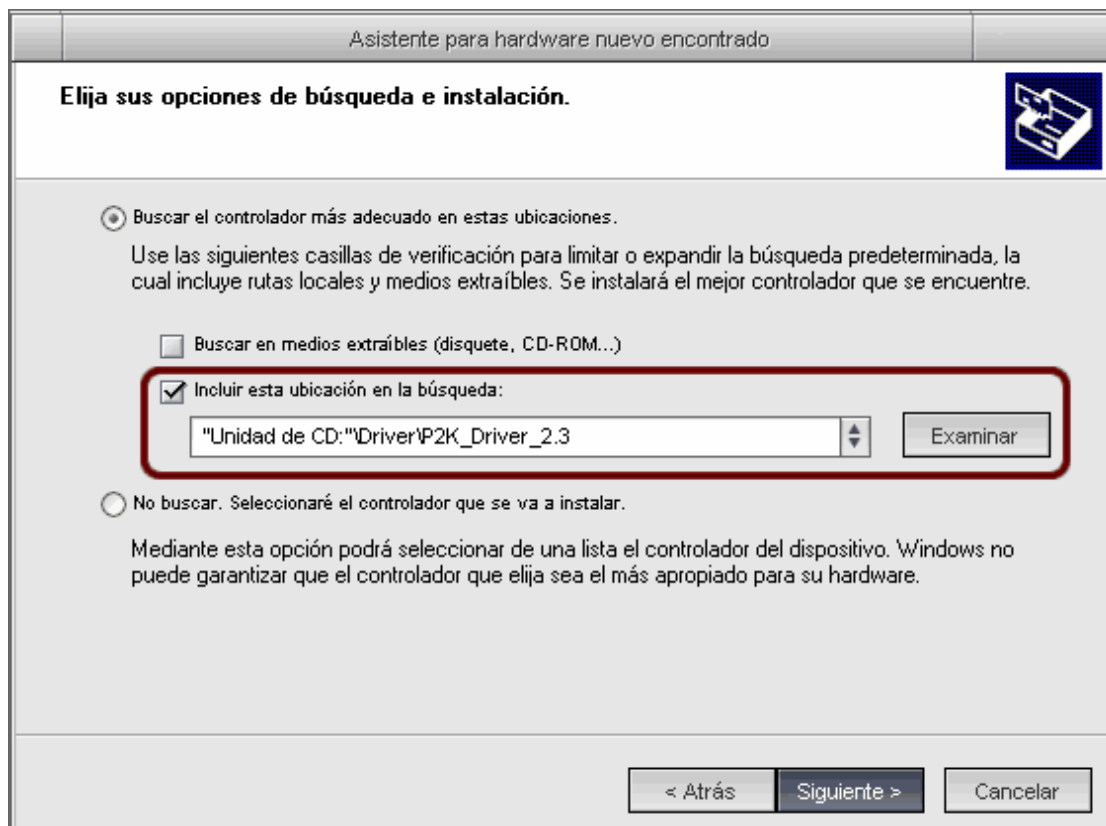 Asistente para hardware nuevo encontrado
Elija sus opciones de búsqueda e instalación.
Buscar el controlador más adecuado en estas ubicaciones.
Use las siguientes casillas de verificación para limitar o expandir la búsqueda predeterminada, la
cual incluye rutas locales y medios extraíbles. Se instalará el mejor controlador que se encuentre.
Buscar en medios extraíbles (disquete, CD-ROM...)
Incluir esta ubicación en la búsqueda:
"Unidad de CD:"\Driver\P2K_Driver_2.3
Examinar
No buscar. Seleccionaré el controlador que se va a instalar.
Mediante esta opción podrá seleccionar de una lista el controlador del dispositivo. Windows no
puede garantizar que el controlador que elija sea el más apropiado para su hardware.
< Atrás Siguiente > Cancelar